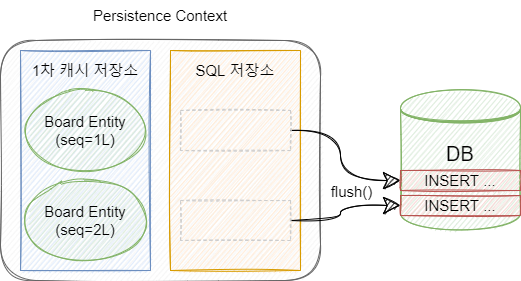 Persistence Context
1차 캐시 저장소
SQL 저장소
Board Entity
(seq=1L)
Board Entity
(seq=2L)
flush()
DB
INSERT ...
INSERT ...